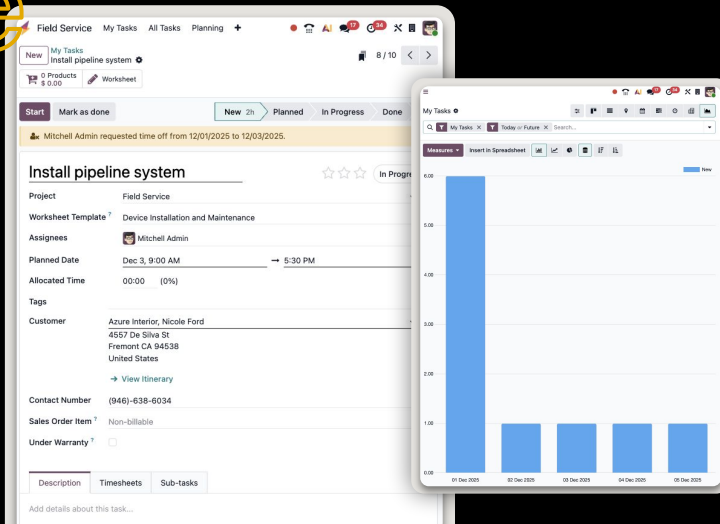 Field Service My Tasks All Tasks Planning
17 34
New My Tasks
Install pipeline system
8 / 10
0 Products
$ 0.00
Worksheet
Start Mark as done New 2h Planned In Progress Done
Mitchell Admin requested time off from 12/01/2025 to 12/03/2025.
Install pipeline system
In Progre
Project Field Service
Worksheet Template ? Device Installation and Maintenance
Assignees Mitchell Admin
Planned Date Dec 3, 9:00 AM → 5:30 PM
Allocated Time 00:00 (0%)
Tags
Customer Azure Interior, Nicole Ford
4557 De Silva St
Fremont CA 94538
United States
→ View Itinerary
Contact Number (946)-638-6034
Sales Order Item ? Non-billable
Under Warranty ?
Description Timesheets Sub-tasks
Add details about this task...
17 34
My Tasks
My Tasks × Today or Future × Search...
Measures Insert in Spreadsheet
New
6.00
5.00
4.00
3.00
2.00
1.00
0.00
01 Dec 2025 02 Dec 2025 03 Dec 2025 04 Dec 2025 05 Dec 2025